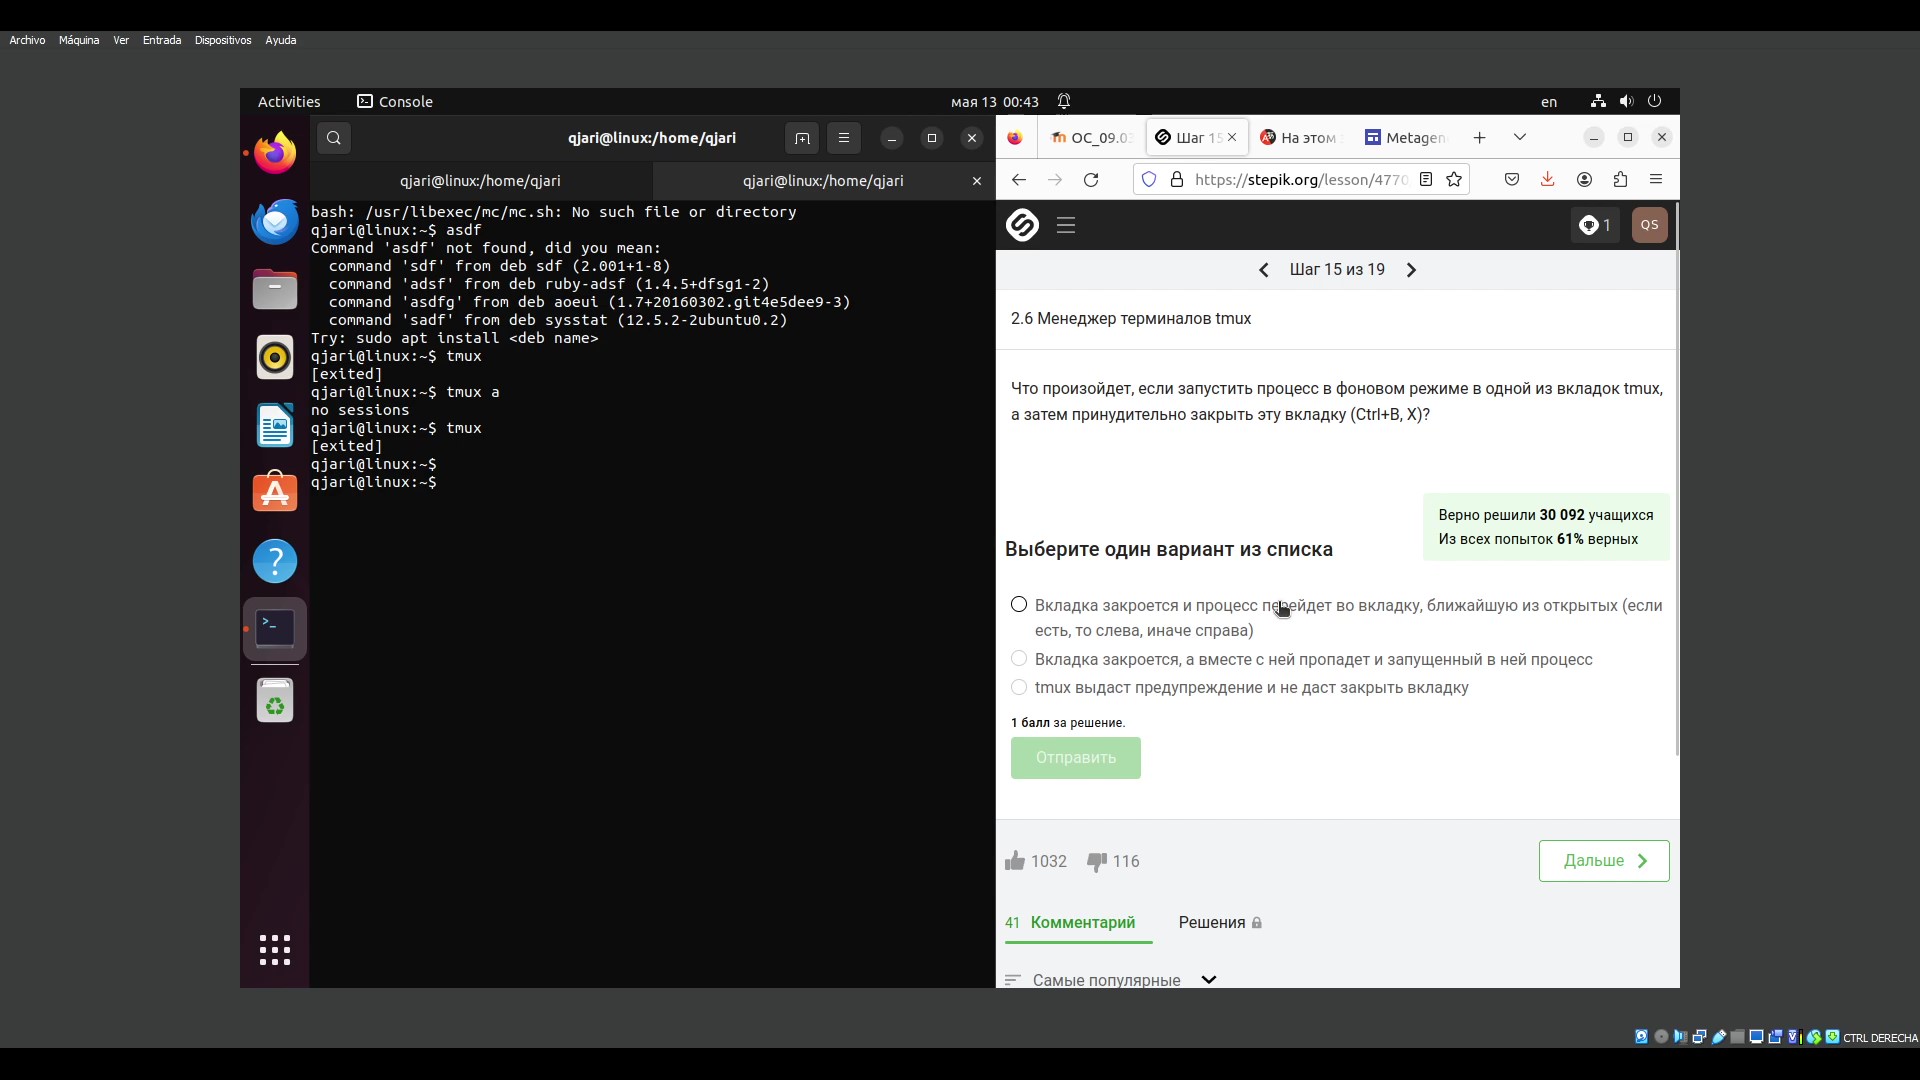 Archivo Máquina Ver Entrada Dispositivos Ayuda
Activities Console мая 13 00:43 en
qjari@linux:/home/qjari
qjari@linux:/home/qjari qjari@linux:/home/qjari
bash: /usr/libexec/mc/mc.sh: No such file or directory
qjari@linux:~$ asdf
Command 'asdf' not found, did you mean:
command 'sdf' from deb sdf (2.001+1-8)
command 'adsf' from deb ruby-adsf (1.4.5+dfsg1-2)
command 'asdfg' from deb aoeui (1.7+20160302.git4e5dee9-3)
command 'sadf' from deb sysstat (12.5.2-2ubuntu0.2)
Try: sudo apt install <deb name>
qjari@linux:~$ tmux
[exited]
qjari@linux:~$ tmux a
no sessions
qjari@linux:~$ tmux
[exited]
qjari@linux:~$
qjari@linux:~$
ОС_09.03 Шаг 15 На этом Metagen
https://stepik.org/lesson/4770
1 QS
Шаг 15 из 19
2.6 Менеджер терминалов tmux
Что произойдет, если запустить процесс в фоновом режиме в одной из вкладок tmux,
а затем принудительно закрыть эту вкладку (Ctrl+B, X)?
Верно решили 30 092 учащихся
Из всех попыток 61% верных
Выберите один вариант из списка
Вкладка закроется и процесс перейдет во вкладку, ближайшую из открытых (если
есть, то слева, иначе справа)
Вкладка закроется, а вместе с ней пропадет и запущенный в ней процесс
tmux выдаст предупреждение и не даст закрыть вкладку
1 балл за решение.
Отправить
1032 116
Дальше
41 Комментарий Решения
Самые популярные
CTRL DERECHA